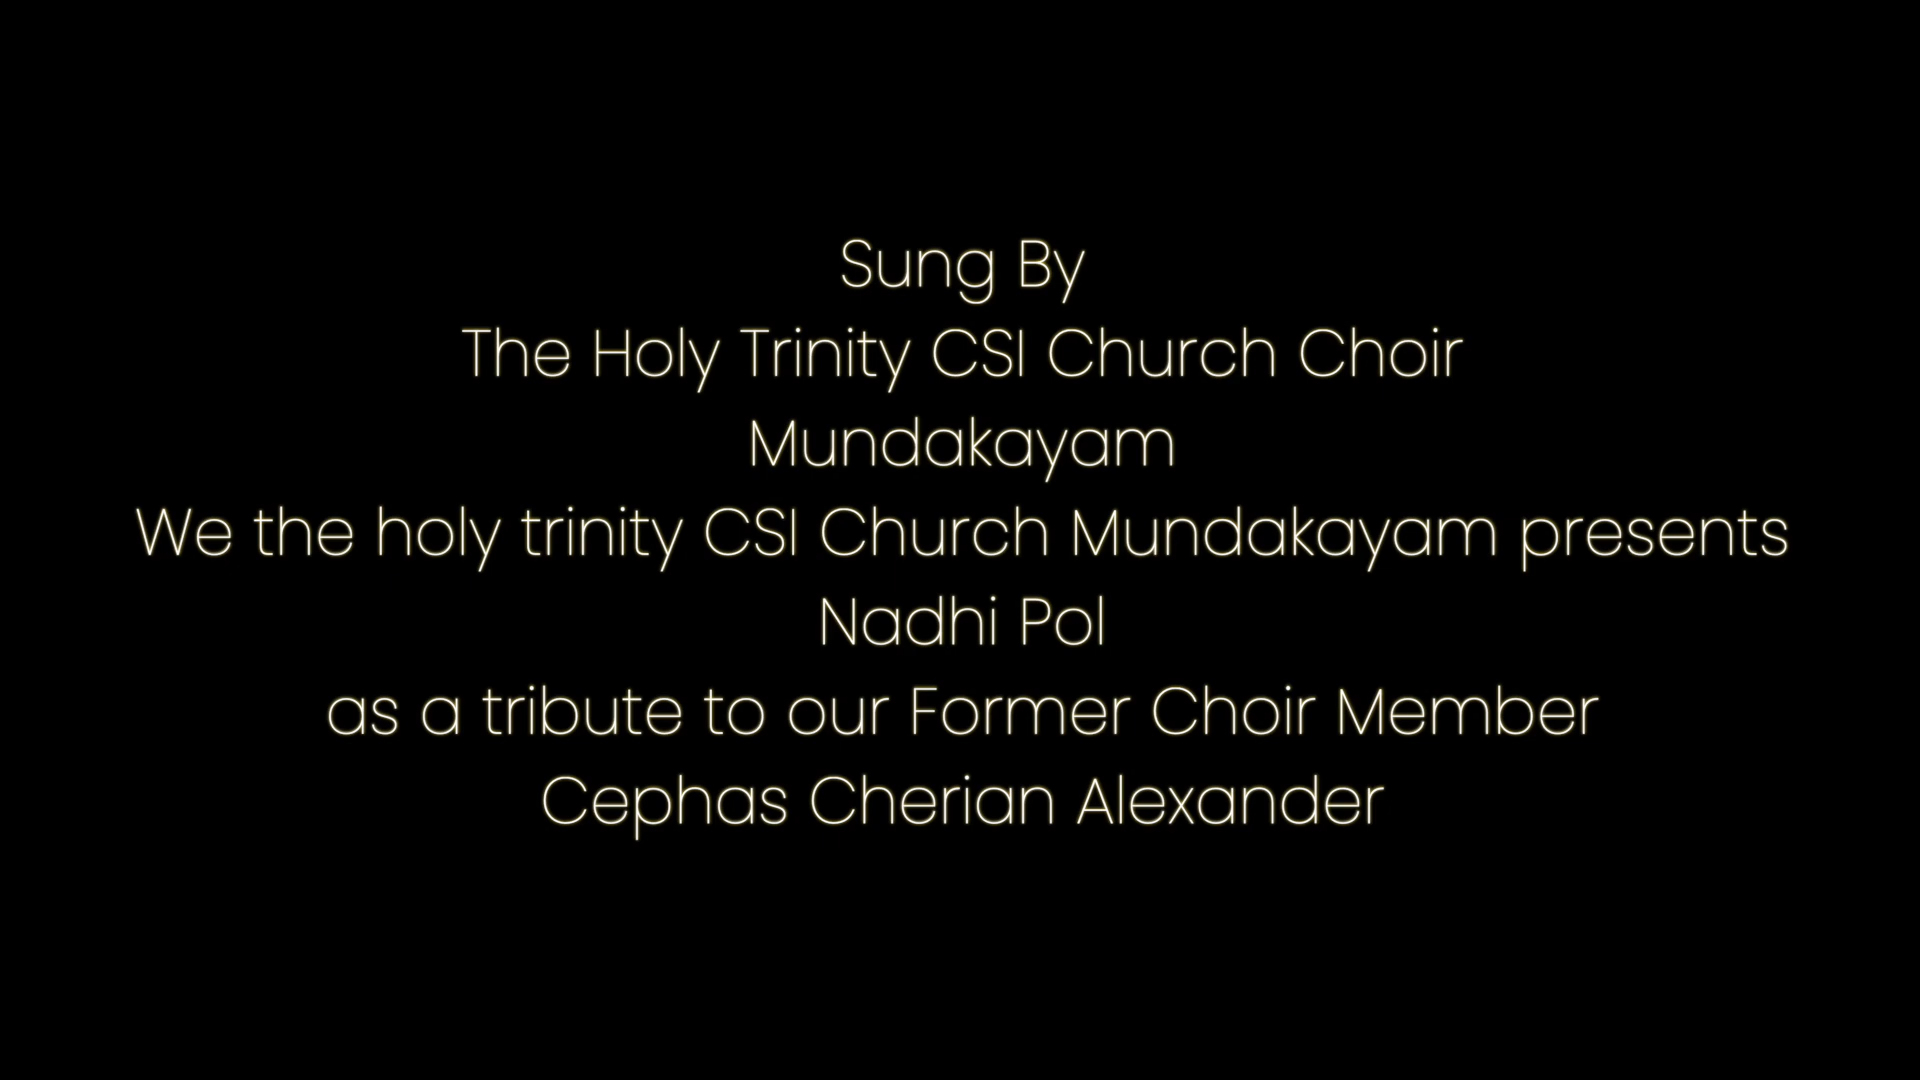 Sung By
The Holy Trinity CSI Church Choir
Mundakayam
We the holy trinity CSI Church Mundakayam presents
Nadhi Pol
as a tribute to our Former Choir Member
Cephas Cherian Alexander